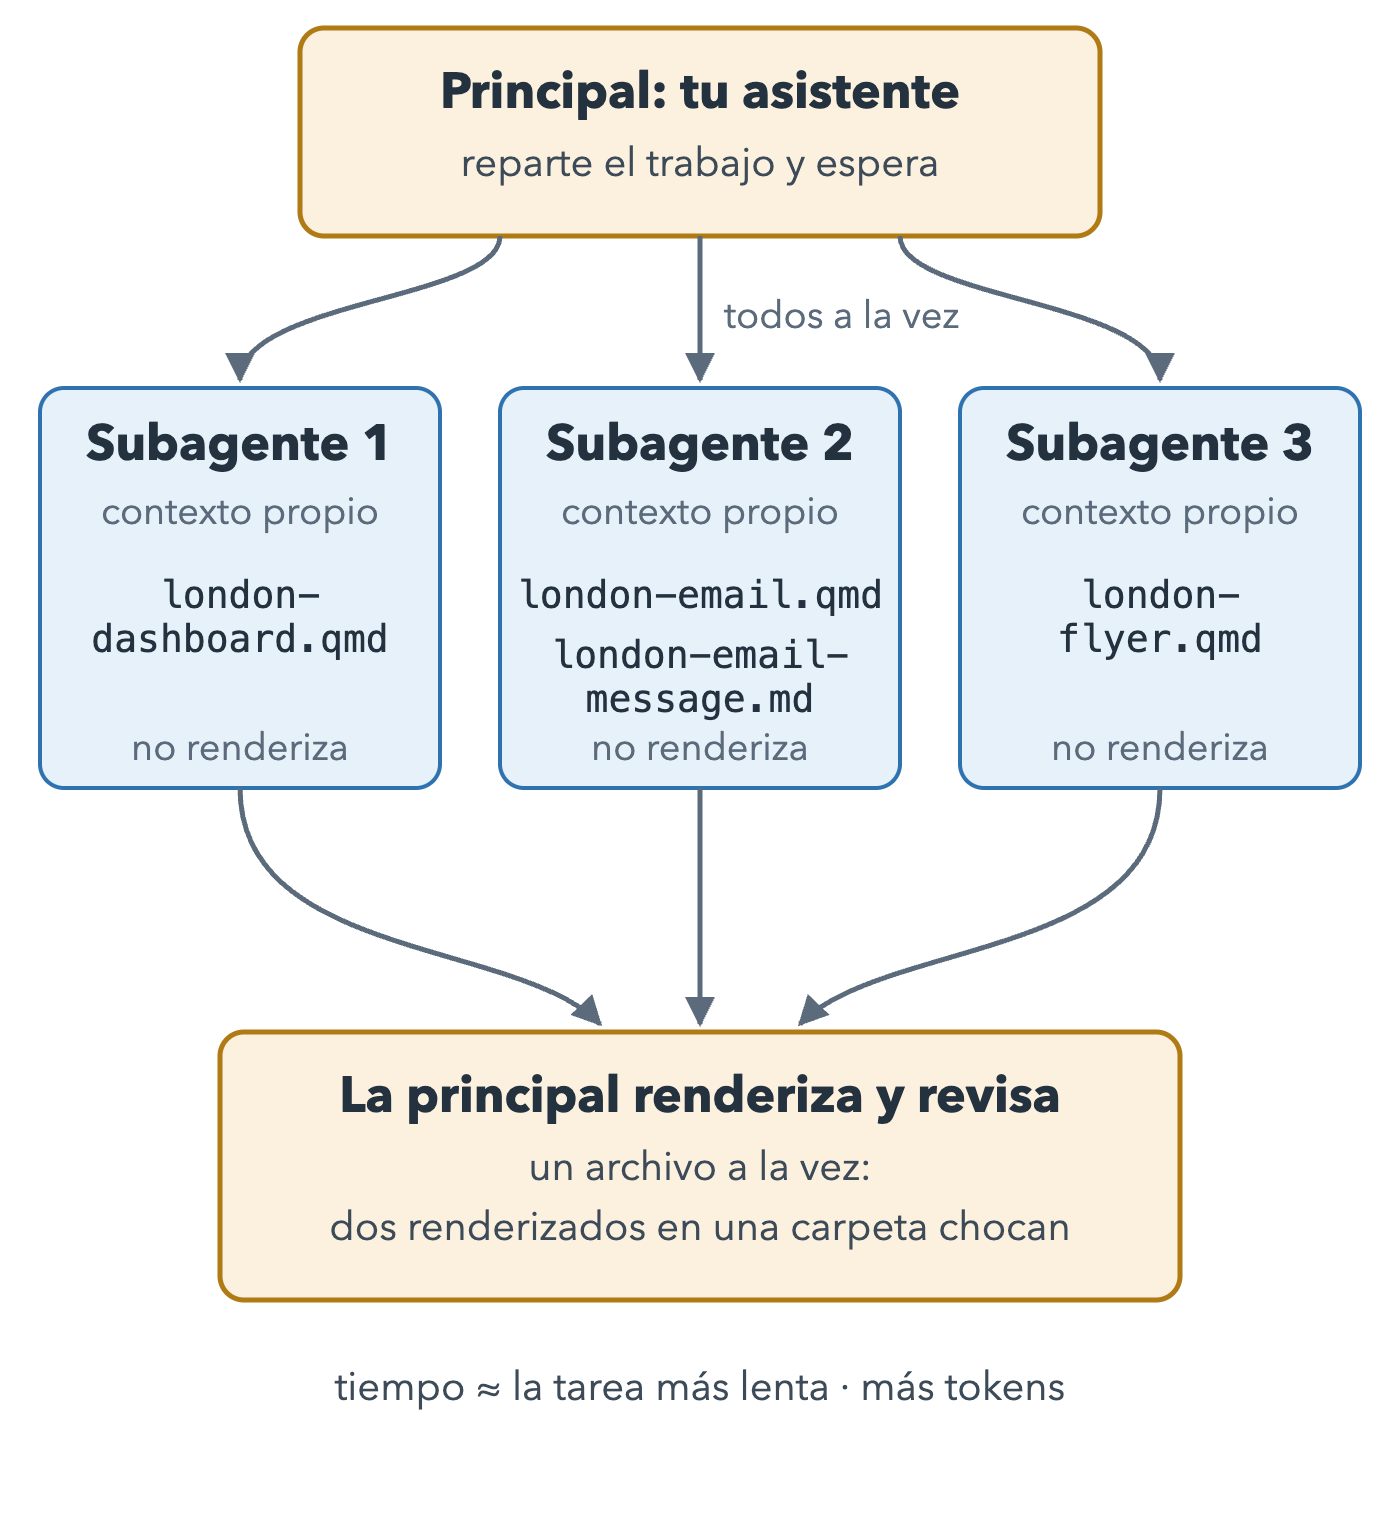 Principal: tu asistente
reparte el trabajo y espera
todos a la vez
Subagente 1
contexto propio
london-
dashboard.qmd
no renderiza
Subagente 2
contexto propio
london-email.qmd
london-email-
message.md
no renderiza
Subagente 3
contexto propio
london-
flyer.qmd
no renderiza
La principal renderiza y revisa
un archivo a la vez:
dos renderizados en una carpeta chocan
tiempo ≈ la tarea más lenta · más tokens